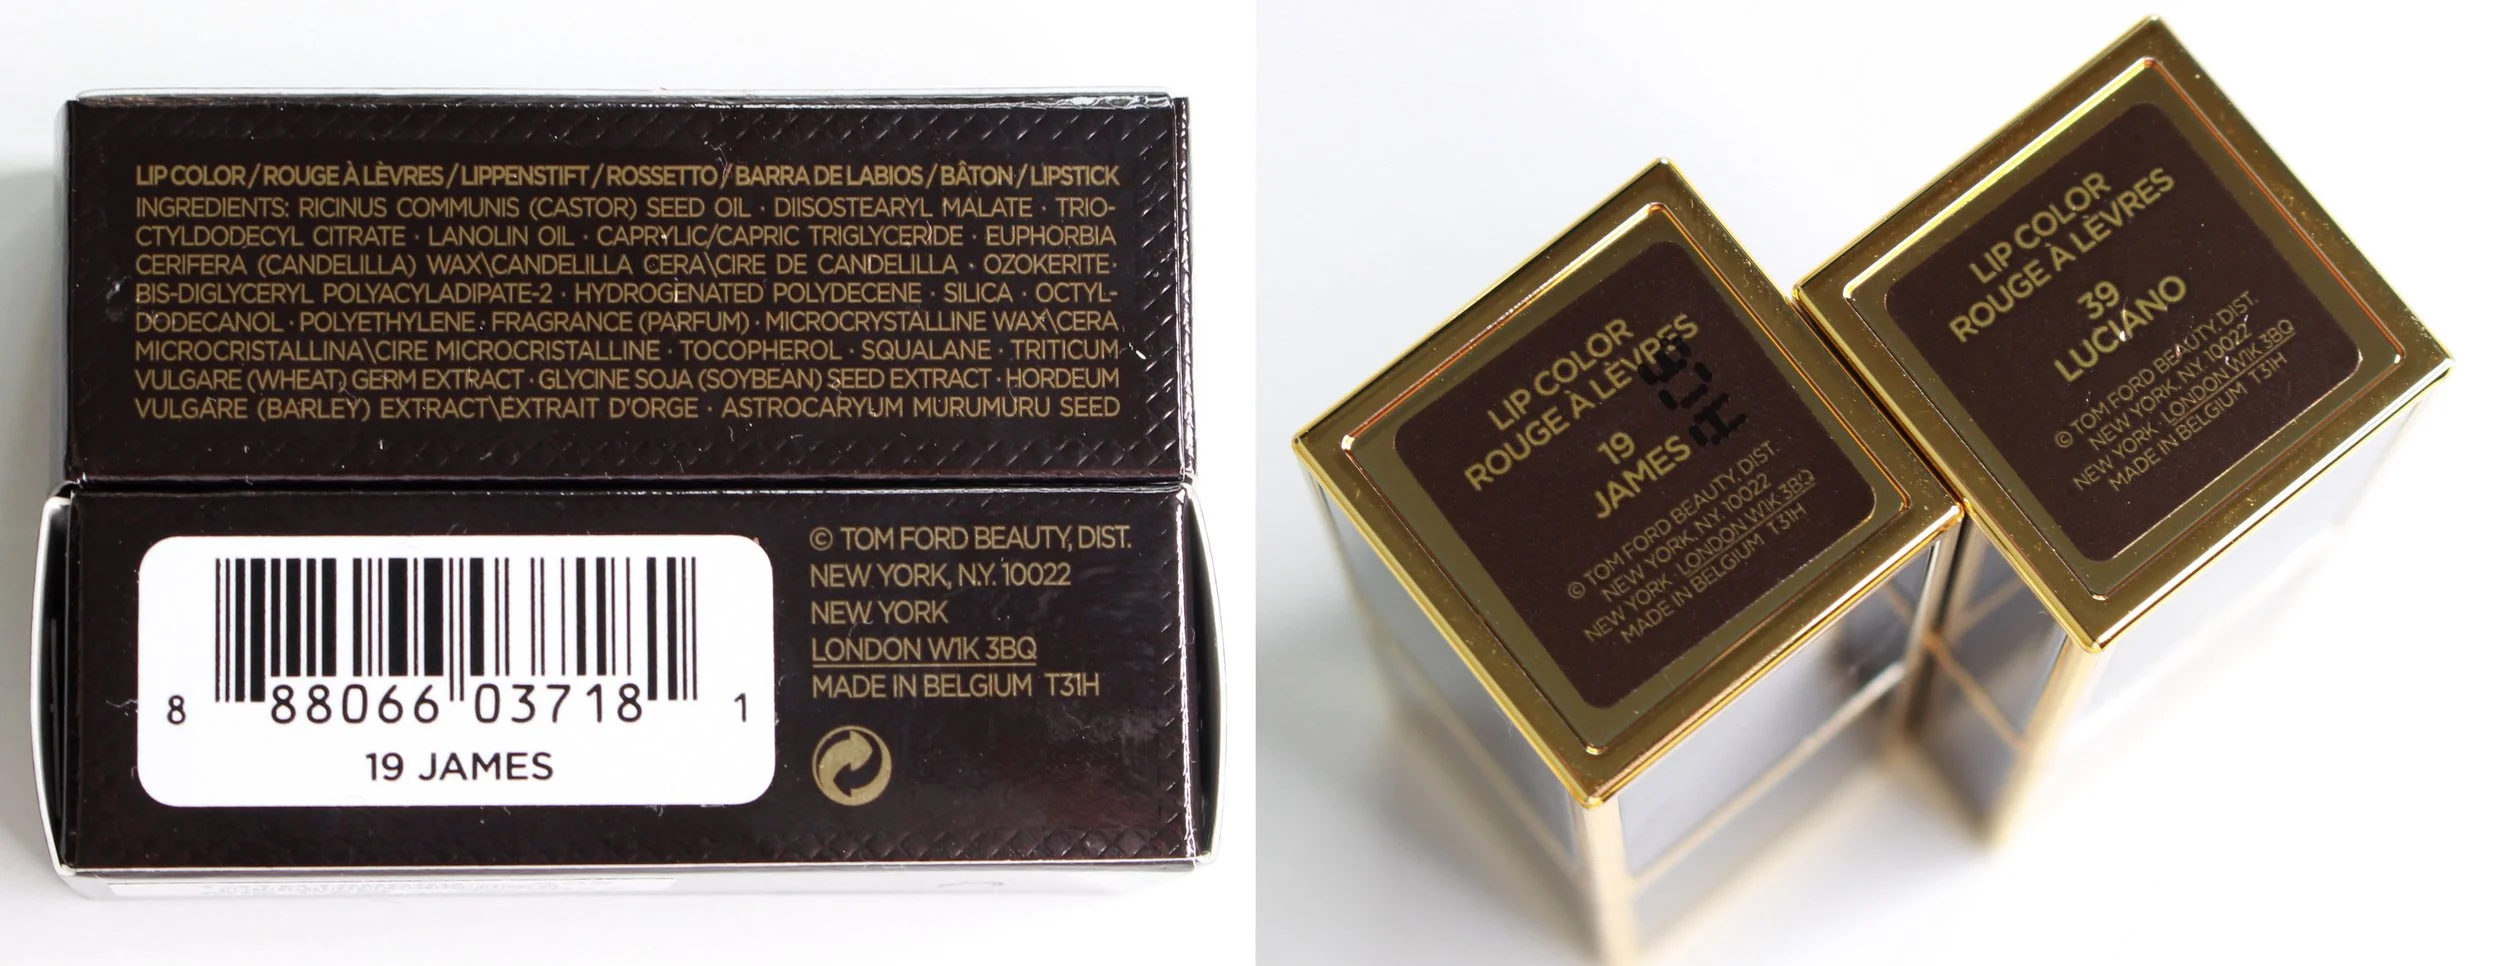 LIP COLOR / ROUGE À LÈVRES / LIPPENSTIFT / ROSSETTO / BARRA DE LABIOS / BÂTON / LIPSTICK
INGREDIENTS: RICINUS COMMUNIS (CASTOR) SEED OIL · DIISOSTEARYL MALATE · TRIO-
CTYLDODECYL CITRATE · LANOLIN OIL · CAPRYLIC/CAPRIC TRIGLYCERIDE · EUPHORBIA
CERIFERA (CANDELILLA) WAX\CANDELILLA CERA\CIRE DE CANDELILLA · OZOKERITE·
BIS-DIGLYCERYL POLYACYLADIPATE-2 · HYDROGENATED POLYDECENE · SILICA · OCTYL-
DODECANOL · POLYETHYLENE · FRAGRANCE (PARFUM) · MICROCRYSTALLINE WAX\CERA
MICROCRISTALLINA\CIRE MICROCRISTALLINE · TOCOPHEROL · SQUALANE · TRITICUM
VULGARE (WHEAT) GERM EXTRACT · GLYCINE SOJA (SOYBEAN) SEED EXTRACT · HORDEUM
VULGARE (BARLEY) EXTRACT\EXTRAIT D'ORGE · ASTROCARYUM MURUMURU SEED
8 88066 03718 1
19 JAMES
© TOM FORD BEAUTY, DIST.
NEW YORK, N.Y. 10022
NEW YORK
LONDON W1K 3BQ
MADE IN BELGIUM T31H
LIP COLOR
ROUGE À LÈVRES
19
JAMES
© TOM FORD BEAUTY, DIST.
NEW YORK, N.Y. 10022
NEW YORK · LONDON W1K 3BQ
MADE IN BELGIUM T31H
LIP COLOR
ROUGE À LÈVRES
39
LUCIANO
© TOM FORD BEAUTY, DIST.
NEW YORK, N.Y. 10022
NEW YORK · LONDON W1K 3BQ
MADE IN BELGIUM T31H